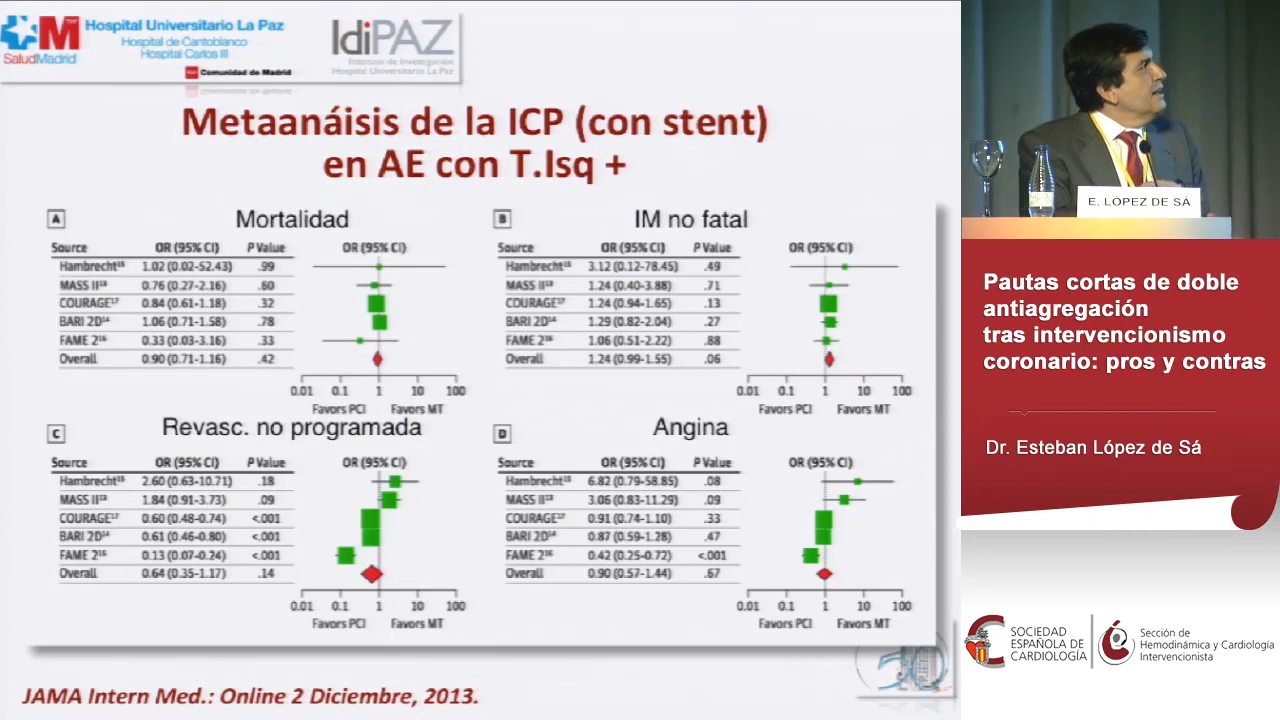 SaludMadrid
Hospital Universitario La Paz
Hospital de Cantoblanco
Hospital Carlos III
Comunidad de Madrid
IdiPAZ
Instituto de Investigación
Hospital Universitario La Paz
Metaanáisis de la ICP (con stent)
en AE con T.Isq +
A
Mortalidad
Source OR (95% CI) P Value OR (95% CI)
Hambrecht¹⁵ 1.02 (0.02-52.43) .99
MASS II¹³ 0.76 (0.27-2.16) .60
COURAGE¹⁷ 0.84 (0.61-1.18) .32
BARI 2D¹⁴ 1.06 (0.71-1.58) .78
FAME 2¹⁶ 0.33 (0.03-3.16) .33
Overall 0.90 (0.71-1.16) .42
0.01 0.1 1 10 100
Favors PCI Favors MT
B
IM no fatal
Source OR (95% CI) P Value OR (95% CI)
Hambrecht¹⁵ 3.12 (0.12-78.45) .49
MASS II¹³ 1.24 (0.40-3.88) .71
COURAGE¹⁷ 1.24 (0.94-1.65) .13
BARI 2D¹⁴ 1.29 (0.82-2.04) .27
FAME 2¹⁶ 1.06 (0.51-2.22) .88
Overall 1.24 (0.99-1.55) .06
0.01 0.1 1 10 100
Favors PCI Favors MT
C
Revasc. no programada
Source OR (95% CI) P Value OR (95% CI)
Hambrecht¹⁵ 2.60 (0.63-10.71) .18
MASS II¹³ 1.84 (0.91-3.73) .09
COURAGE¹⁷ 0.60 (0.48-0.74) <.001
BARI 2D¹⁴ 0.61 (0.46-0.80) <.001
FAME 2¹⁶ 0.13 (0.07-0.24) <.001
Overall 0.64 (0.35-1.17) .14
0.01 0.1 1 10 100
Favors PCI Favors MT
D
Angina
Source OR (95% CI) P Value OR (95% CI)
Hambrecht¹⁵ 6.82 (0.79-58.85) .08
MASS II¹³ 3.06 (0.83-11.29) .09
COURAGE¹⁷ 0.91 (0.74-1.10) .33
BARI 2D¹⁴ 0.87 (0.59-1.28) .47
FAME 2¹⁶ 0.42 (0.25-0.72) <.001
Overall 0.90 (0.57-1.44) .67
0.01 0.1 1 10 100
Favors PCI Favors MT
JAMA Intern Med.: Online 2 Diciembre, 2013.
E. LÓPEZ DE SÁ
Pautas cortas de doble
antiagregación
tras intervencionismo
coronario: pros y contras
Dr. Esteban López de Sá
SOCIEDAD
ESPAÑOLA DE
CARDIOLOGÍA
Sección de
Hemodinámica y Cardiología
Intervencionista